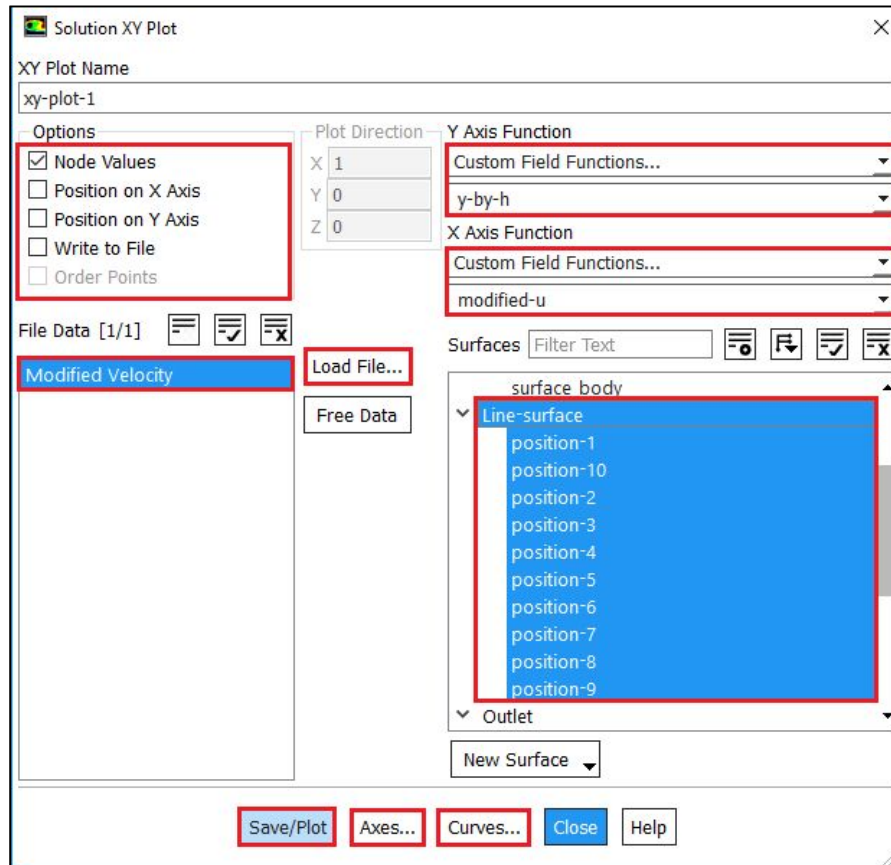 Solution XY Plot
XY Plot Name
xy-plot-1
Options
Node Values
Position on X Axis
Position on Y Axis
Write to File
Order Points
Plot Direction
X 1
Y 0
Z 0
Y Axis Function
Custom Field Functions...
y-by-h
X Axis Function
Custom Field Functions...
modified-u
File Data [1/1]
Modified Velocity
Load File...
Free Data
Surfaces Filter Text
surface_body
Line-surface
position-1
position-10
position-2
position-3
position-4
position-5
position-6
position-7
position-8
position-9
Outlet
New Surface
Save/Plot Axes... Curves... Close Help